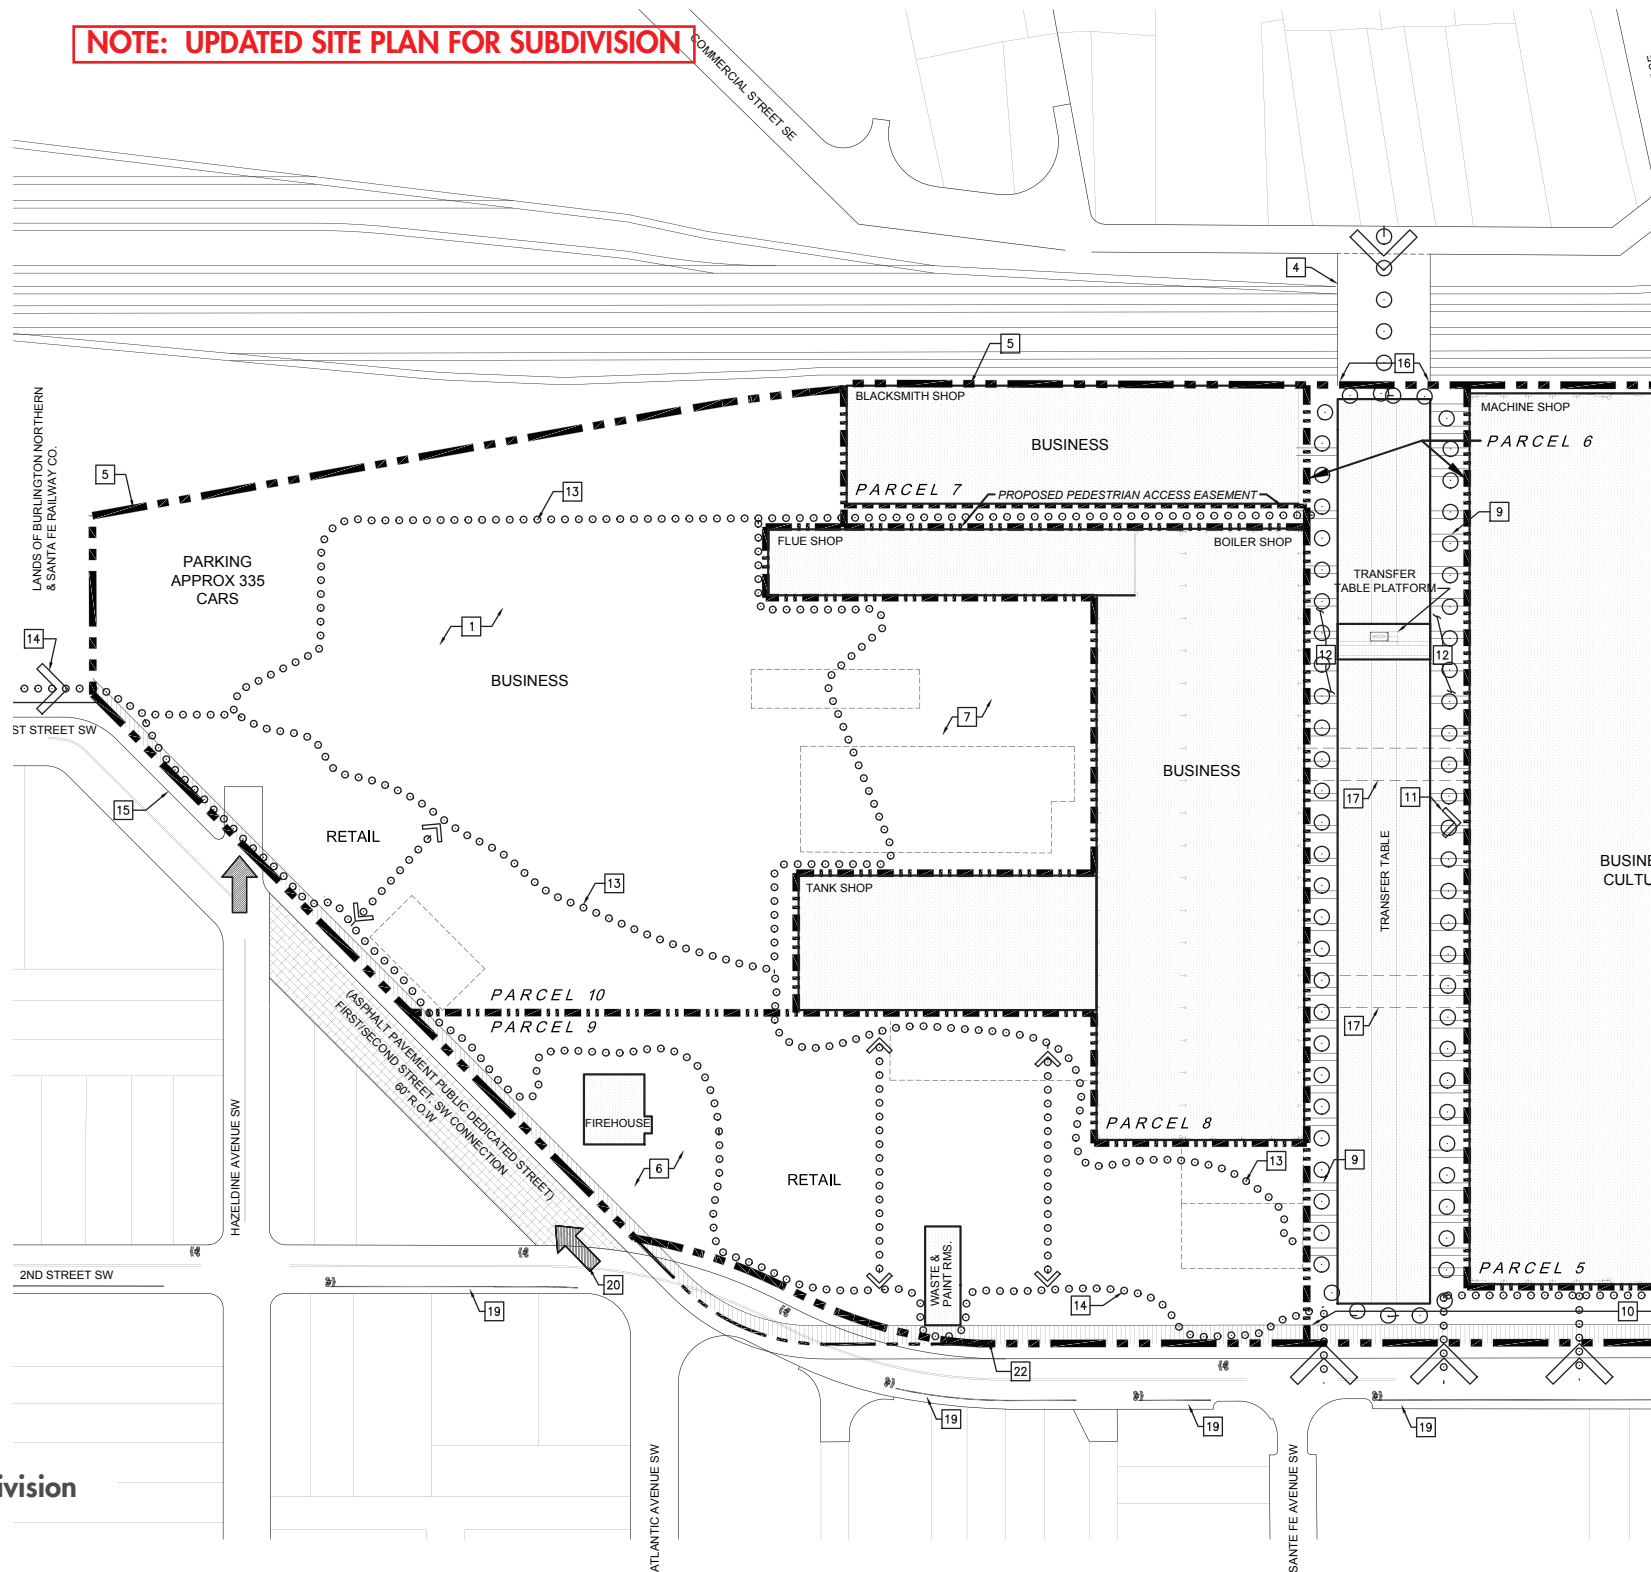 NOTE: UPDATED SITE PLAN FOR SUBDIVISION
COMMERCIAL STREET SE
4
16
5
LANDS OF BURLINGTON NORTHERN
& SANTA FE RAILWAY CO.
BLACKSMITH SHOP
MACHINE SHOP
BUSINESS
PARCEL 6
5
13
PARCEL 7
PROPOSED PEDESTRIAN ACCESS EASEMENT
9
FLUE SHOP
BOILER SHOP
PARKING
APPROX 335
CARS
TRANSFER
TABLE PLATFORM
14
1
12
12
BUSINESS
7
ST STREET SW
BUSINESS
15
17
11
RETAIL
TRANSFER TABLE
BUSINE
CULTU
13
TANK SHOP
PARCEL 10
PARCEL 9
17
(ASPHALT PAVEMENT PUBLIC DEDICATED STREET)
FIRST/SECOND STREET, SW CONNECTION
60' R.O.W
HAZELDINE AVENUE SW
FIREHOUSE
PARCEL 8
6
RETAIL
13
9
2ND STREET SW
WASTE &
PAINT RMS.
PARCEL 5
20
19
14
10
22
19
19
19
ivision
ATLANTIC AVENUE SW
SANTE FE AVENUE SW